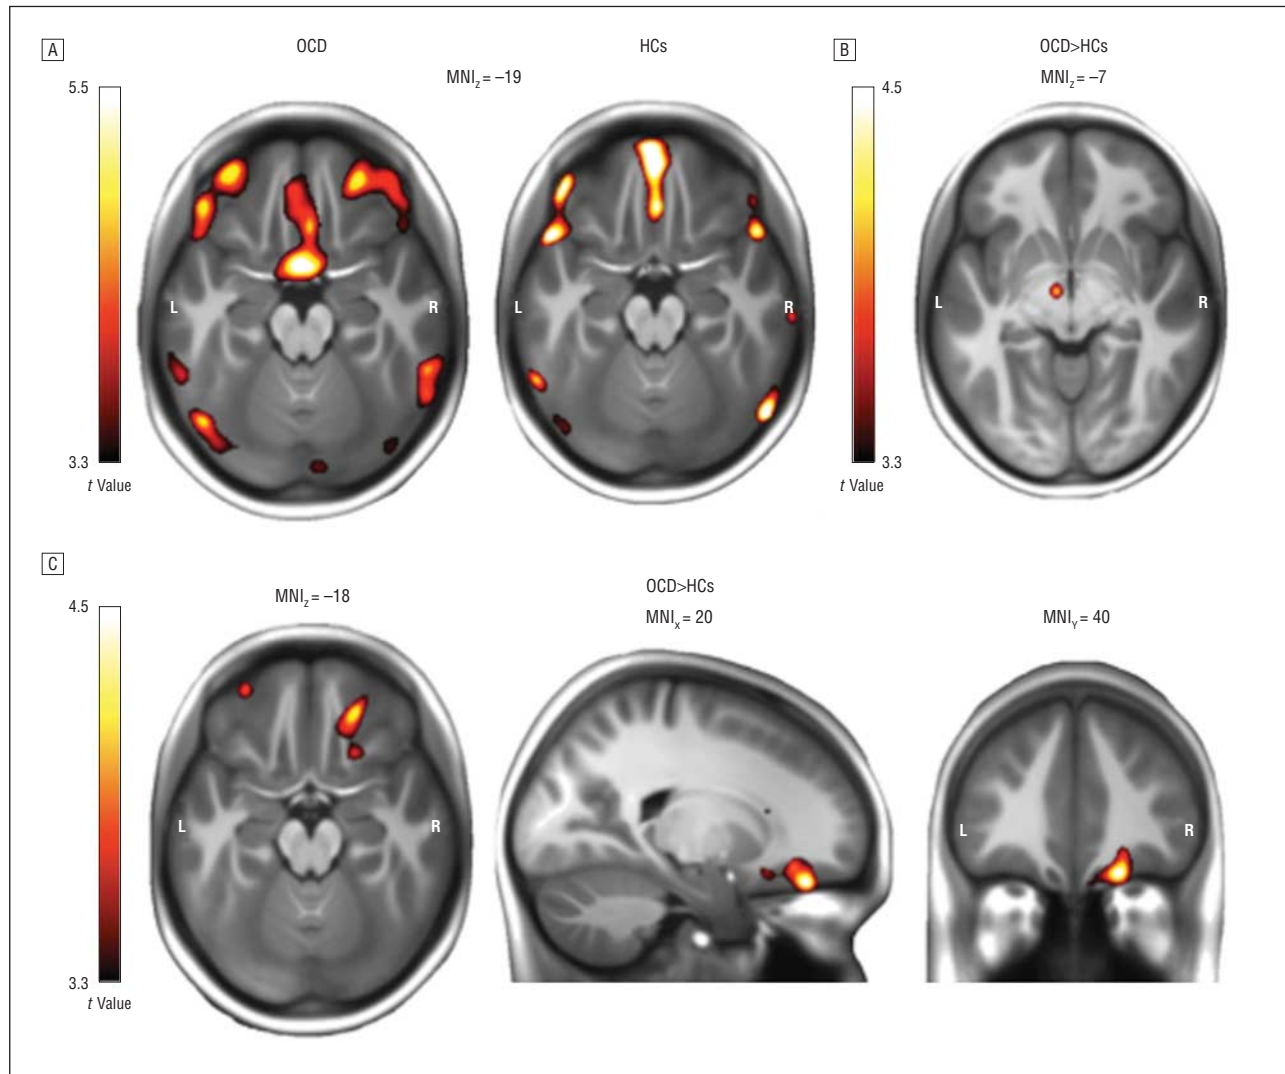 A
OCD
HCs
MNIz = –19
5.5
3.3
t Value
L
R
L
R
B
OCD>HCs
MNIz = –7
4.5
3.3
t Value
L
R
C
MNIz = –18
OCD>HCs
MNIx = 20
MNIY = 40
4.5
3.3
t Value
L
R
L
R